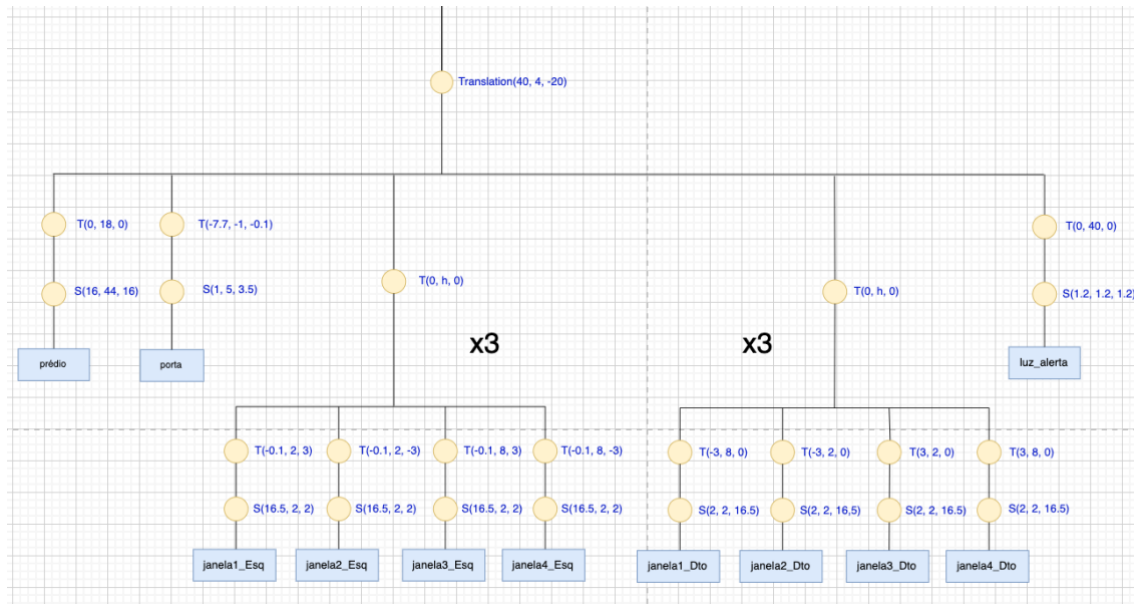 Translation(40, 4, -20)
T(0, 18, 0)
T(-7.7, -1, -0.1)
T(0, 40, 0)
T(0, h, 0)
T(0, h, 0)
S(16, 44, 16)
S(1, 5, 3.5)
S(1.2, 1.2, 1.2)
x3
x3
prédio
porta
luz_alerta
T(-0.1, 2, 3)
T(-0.1, 2, -3)
T(-0.1, 8, 3)
T(-0.1, 8, -3)
T(-3, 8, 0)
T(-3, 2, 0)
T(3, 2, 0)
T(3, 8, 0)
S(16.5, 2, 2)
S(16.5, 2, 2)
S(16.5, 2, 2)
S(16.5, 2, 2)
S(2, 2, 16.5)
S(2, 2, 16,5)
S(2, 2, 16.5)
S(2, 2, 16.5)
janela1_Esq
janela2_Esq
janela3_Esq
janela4_Esq
janela1_Dto
janela2_Dto
janela3_Dto
janela4_Dto